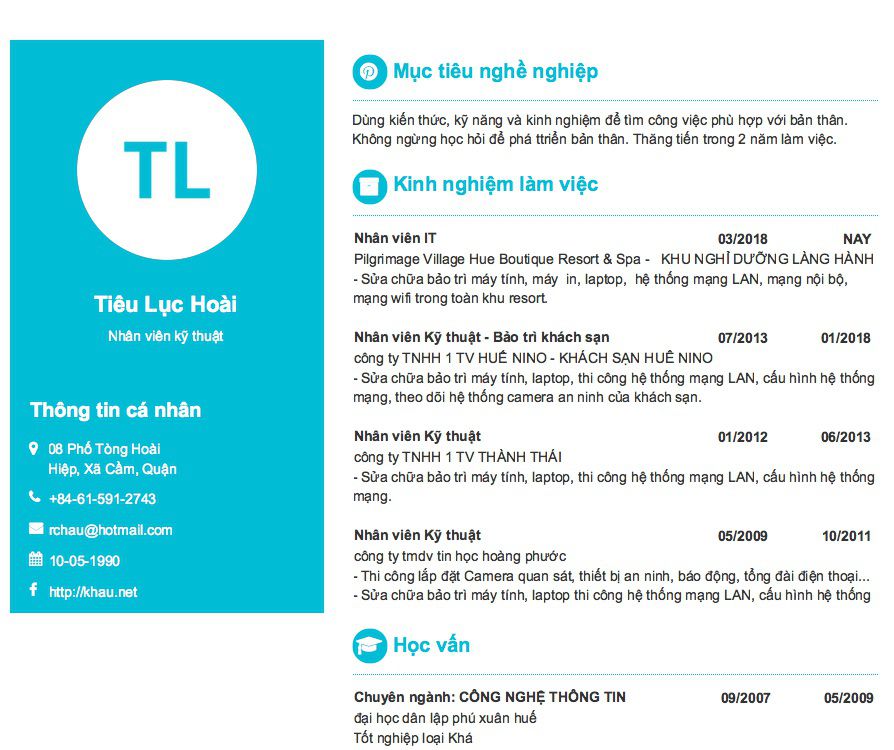 TL
Tiêu Lục Hoài
Nhân viên kỹ thuật
Thông tin cá nhân
08 Phố Tòng Hoài
Hiệp, Xã Cầm, Quận
+84-61-591-2743
rchau@hotmail.com
10-05-1990
http://khau.net
Mục tiêu nghề nghiệp
Dùng kiến thức, kỹ năng và kinh nghiệm để tìm công việc phù hợp với bản thân.
Không ngừng học hỏi để phá ttriển bản thân. Thăng tiến trong 2 năm làm việc.
Kinh nghiệm làm việc
Nhân viên IT 03/2018 NAY
Pilgrimage Village Hue Boutique Resort & Spa - KHU NGHỈ DƯỠNG LÀNG HÀNH
- Sửa chữa bảo trì máy tính, máy in, laptop, hệ thống mạng LAN, mạng nội bộ,
mạng wifi trong toàn khu resort.
Nhân viên Kỹ thuật - Bảo trì khách sạn 07/2013 01/2018
công ty TNHH 1 TV HUẾ NINO - KHÁCH SẠN HUẾ NINO
- Sửa chữa bảo trì máy tính, laptop, thi công hệ thống mạng LAN, cấu hình hệ thống
mạng, theo dõi hệ thống camera an ninh của khách sạn.
Nhân viên Kỹ thuật 01/2012 06/2013
công ty TNHH 1 TV THÀNH THÁI
- Sửa chữa bảo trì máy tính, laptop, thi công hệ thống mạng LAN, cấu hình hệ thống
mạng.
Nhân viên Kỹ thuật 05/2009 10/2011
công ty tmdv tin học hoàng phước
- Thi công lắp đặt Camera quan sát, thiết bị an ninh, báo động, tổng đài điện thoại...
- Sửa chữa bảo trì máy tính, laptop thi công hệ thống mạng LAN, cấu hình hệ thống
Học vấn
Chuyên ngành: CÔNG NGHỆ THÔNG TIN 09/2007 05/2009
đại học dân lập phú xuân huế
Tốt nghiệp loại Khá